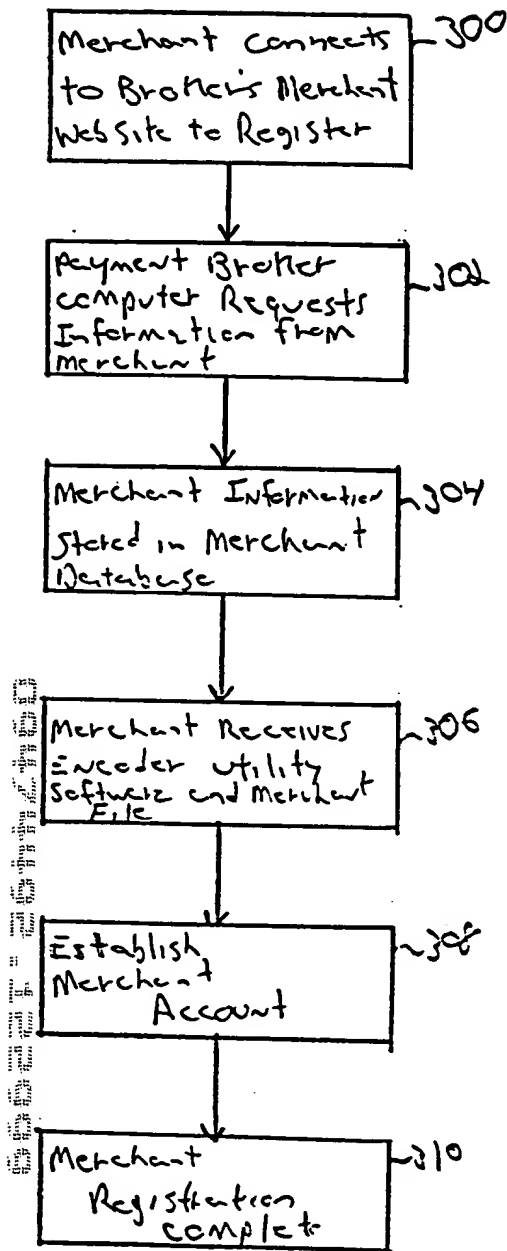 Merchant Connects
to Broker's Merchant
Website to Register
300
Payment Broker
computer Requests
Information from
merchant
302
Merchant Information
Stored in Merchant
Database
304
Merchant Receives
Encoder utility
Software and Merchant
File
306
Establish
Merchant
Account
308
Merchant
Registration
complete
310